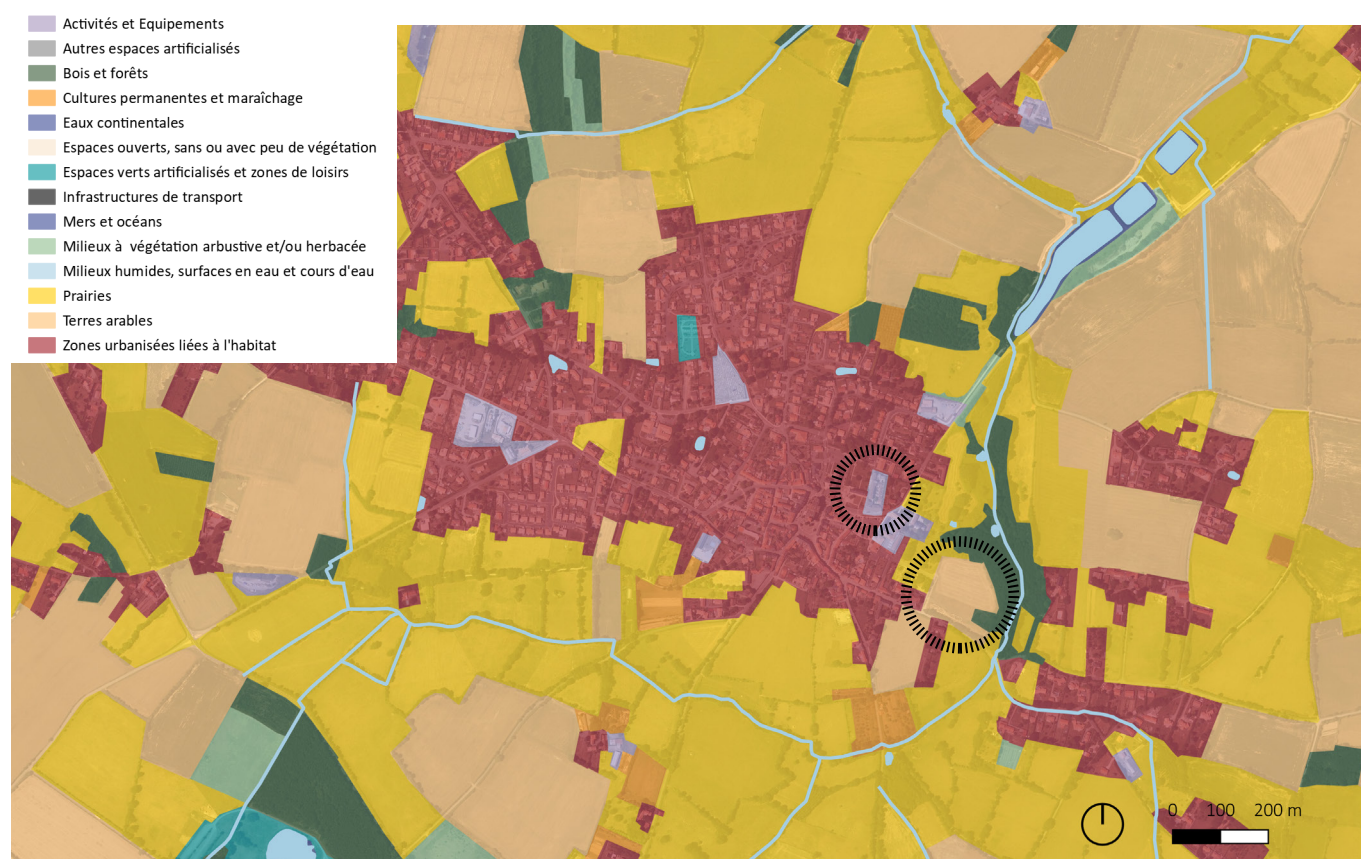 Activités et Equipements
Autres espaces artificialisés
Bois et forêts
Cultures permanentes et maraîchage
Eaux continentales
Espaces ouverts, sans ou avec peu de végétation
Espaces verts artificialisés et zones de loisirs
Infrastructures de transport
Mers et océans
Milieux à  végétation arbustive et/ou herbacée
Milieux humides, surfaces en eau et cours d'eau
Prairies
Terres arables
Zones urbanisées liées à l'habitat
0 100 200 m